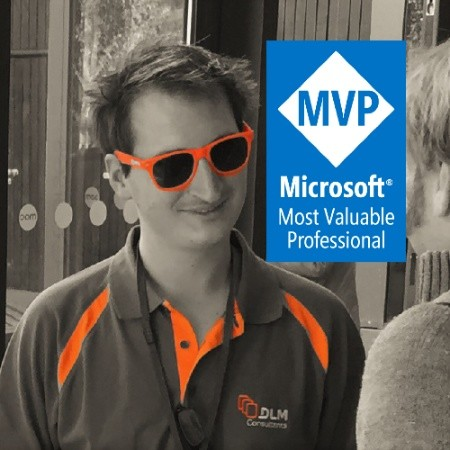 MVP
Microsoft®
Most Valuable
Professional
DLM
Consultants